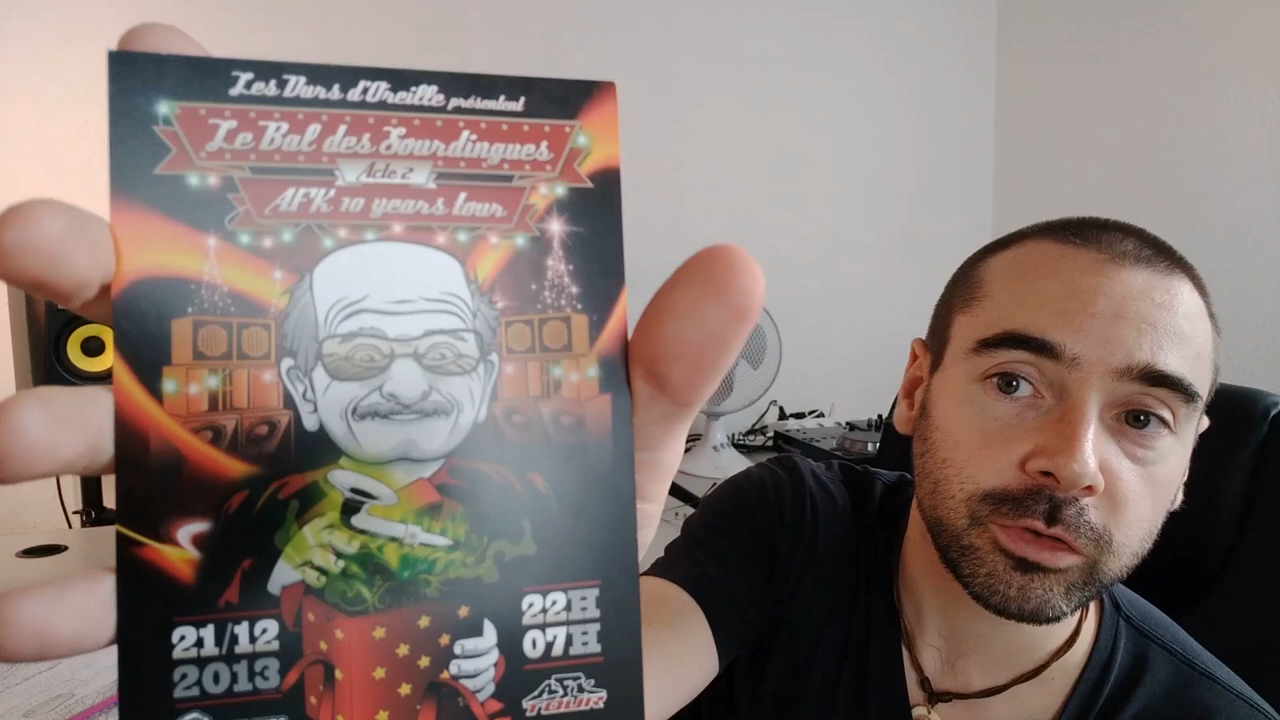 Les Durs d'Oreille présentent
Le Bal des Sourdingues
Acte 2
AFK 10 years tour
22H
07H
21/12
2013
AFK
TOUR